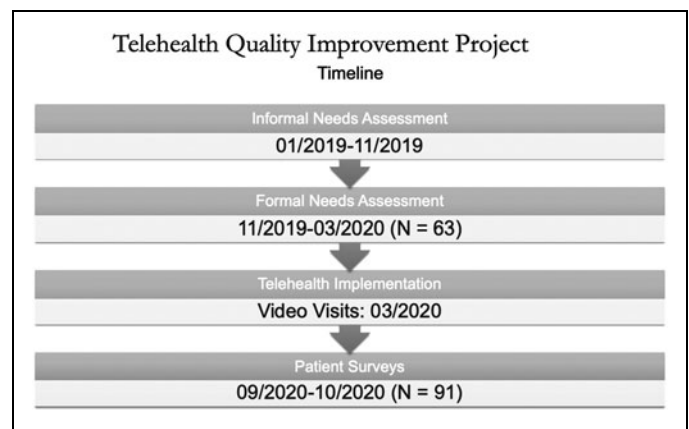 Telehealth Quality Improvement Project
Timeline
Informal Needs Assessment
01/2019-11/2019
Formal Needs Assessment
11/2019-03/2020 (N = 63)
Telehealth Implementation
Video Visits: 03/2020
Patient Surveys
09/2020-10/2020 (N = 91)